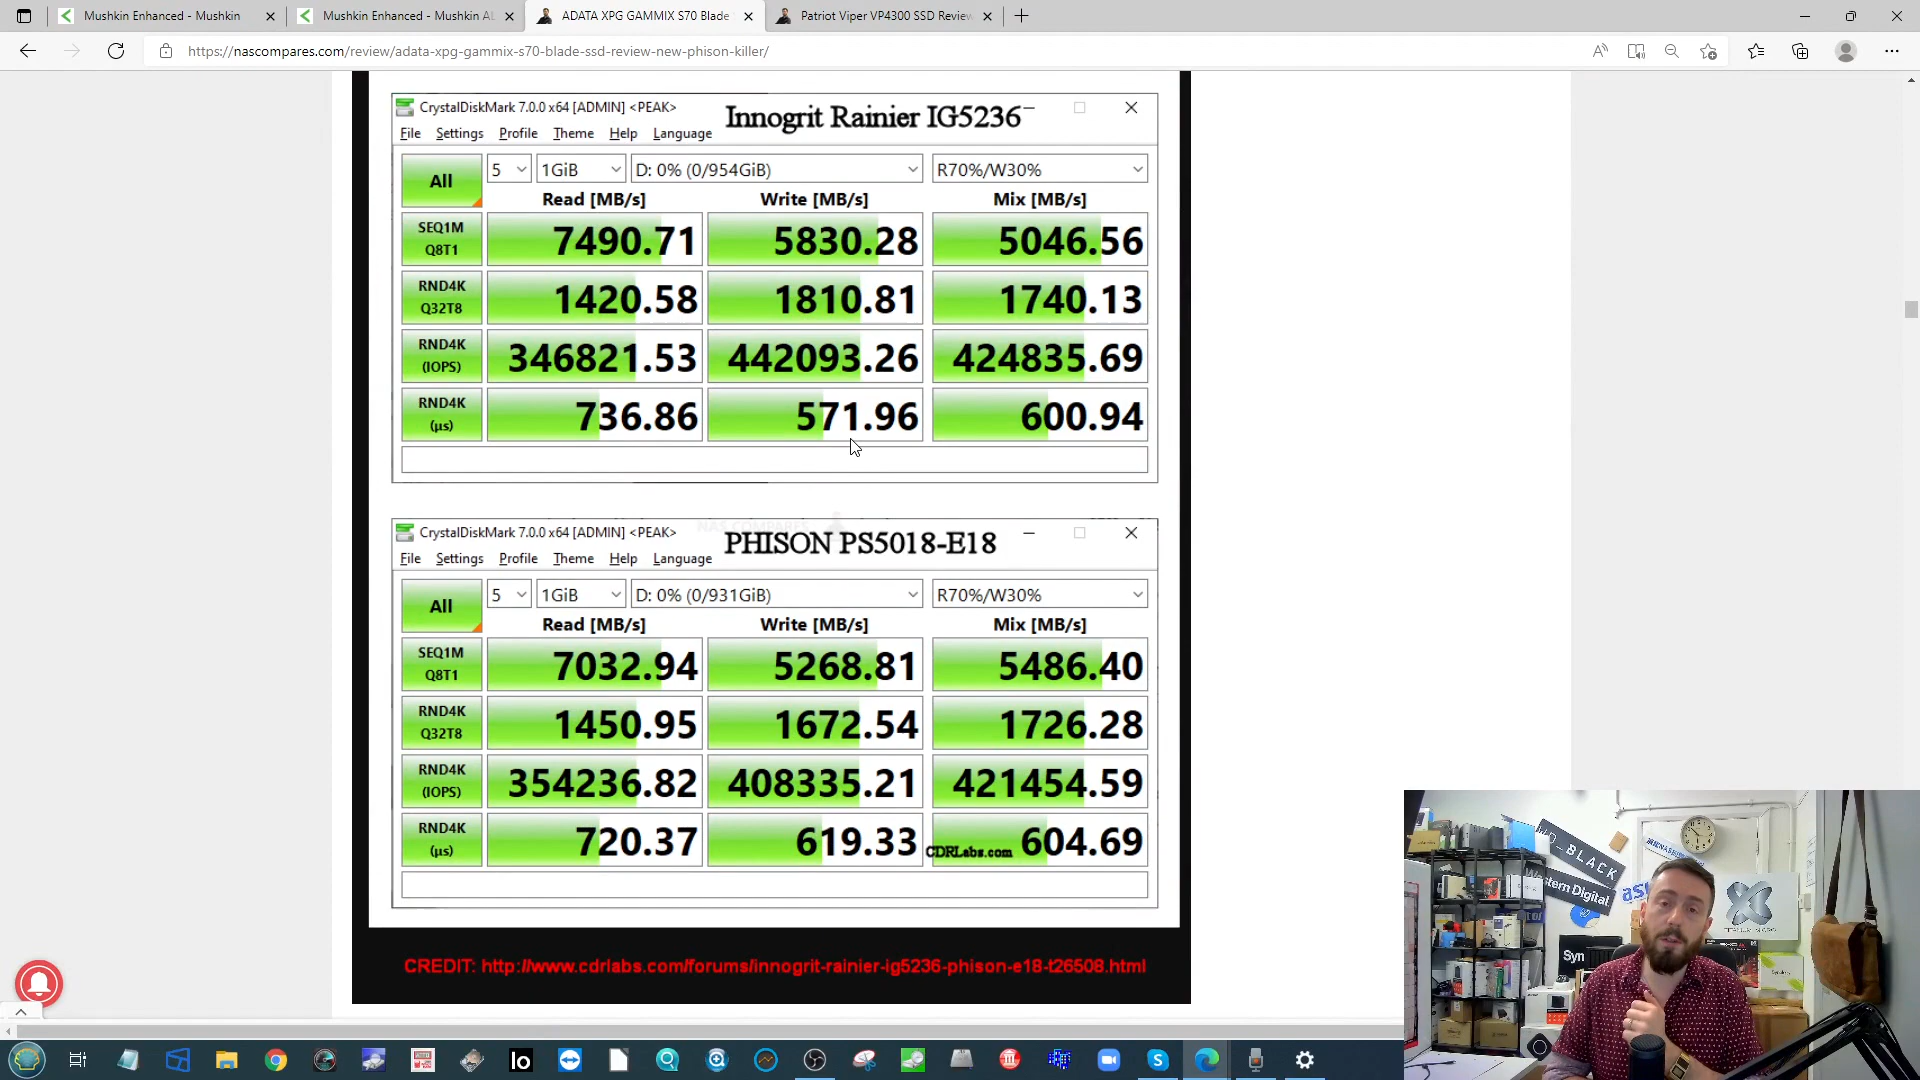 Mushkin Enhanced - Mushkin
Mushkin Enhanced - Mushkin AL
ADATA XPG GAMMIX S70 Blade
Patriot Viper VP4300 SSD Review
https://nascompares.com/review/adata-xpg-gammix-s70-blade-ssd-review-new-phison-killer/
CrystalDiskMark 7.0.0 x64 [ADMIN] <PEAK>
Innogrit Rainier IG5236
File Settings Profile Theme Help Language
All 5 1GiB D: 0% (0/954GiB) R70%/W30%
Read [MB/s] Write [MB/s] Mix [MB/s]
SEQ1M
Q8T1
7490.71 5830.28 5046.56
RND4K
Q32T8
1420.58 1810.81 1740.13
RND4K
(IOPS)
346821.53 442093.26 424835.69
RND4K
(µs)
736.86 571.96 600.94
NAS COMPARES
CrystalDiskMark 7.0.0 x64 [ADMIN] <PEAK>
PHISON PS5018-E18
File Settings Profile Theme Help Language
All 5 1GiB D: 0% (0/931GiB) R70%/W30%
Read [MB/s] Write [MB/s] Mix [MB/s]
SEQ1M
Q8T1
7032.94 5268.81 5486.40
RND4K
Q32T8
1450.95 1672.54 1726.28
RND4K
(IOPS)
354236.82 408335.21 421454.59
RND4K
(µs)
720.37 619.33 604.69
CDRLabs.com
CREDIT: http://www.cdrlabs.com/forums/innogrit-rainier-ig5236-phison-e18-t26508.html
WD_BLACK
Western Digital
Syn
Io